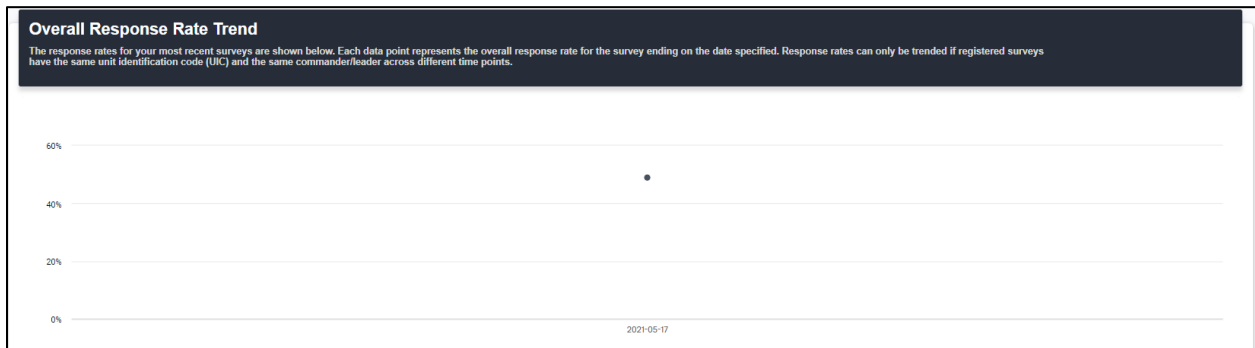 Overall Response Rate Trend
The response rates for your most recent surveys are shown below. Each data point represents the overall response rate for the survey ending on the date specified. Response rates can only be trended if registered surveys
have the same unit identification code (UIC) and the same commander/leader across different time points.
60%
40%
20%
0%
2021-05-17